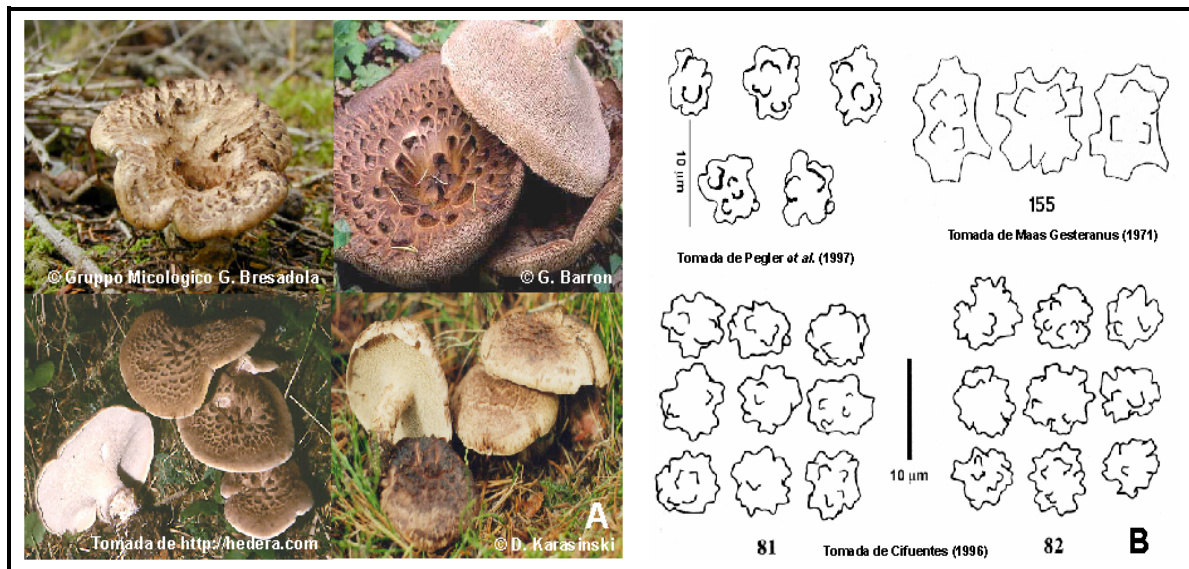 © Gruppo Micologico G. Bresadola
© G. Barron
Tomada de http://hedera.com
A
© D. Karasinski
10 µm
Tomada de Pegler et al. (1997)
155
Tomada de Maas Gesteranus (1971)
10 µm
81
Tomada de Cifuentes (1996)
82
B